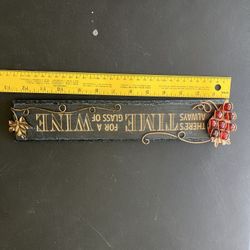 THERE'S
ALWAYS
TIME
FOR A
GLASS OF
WINE